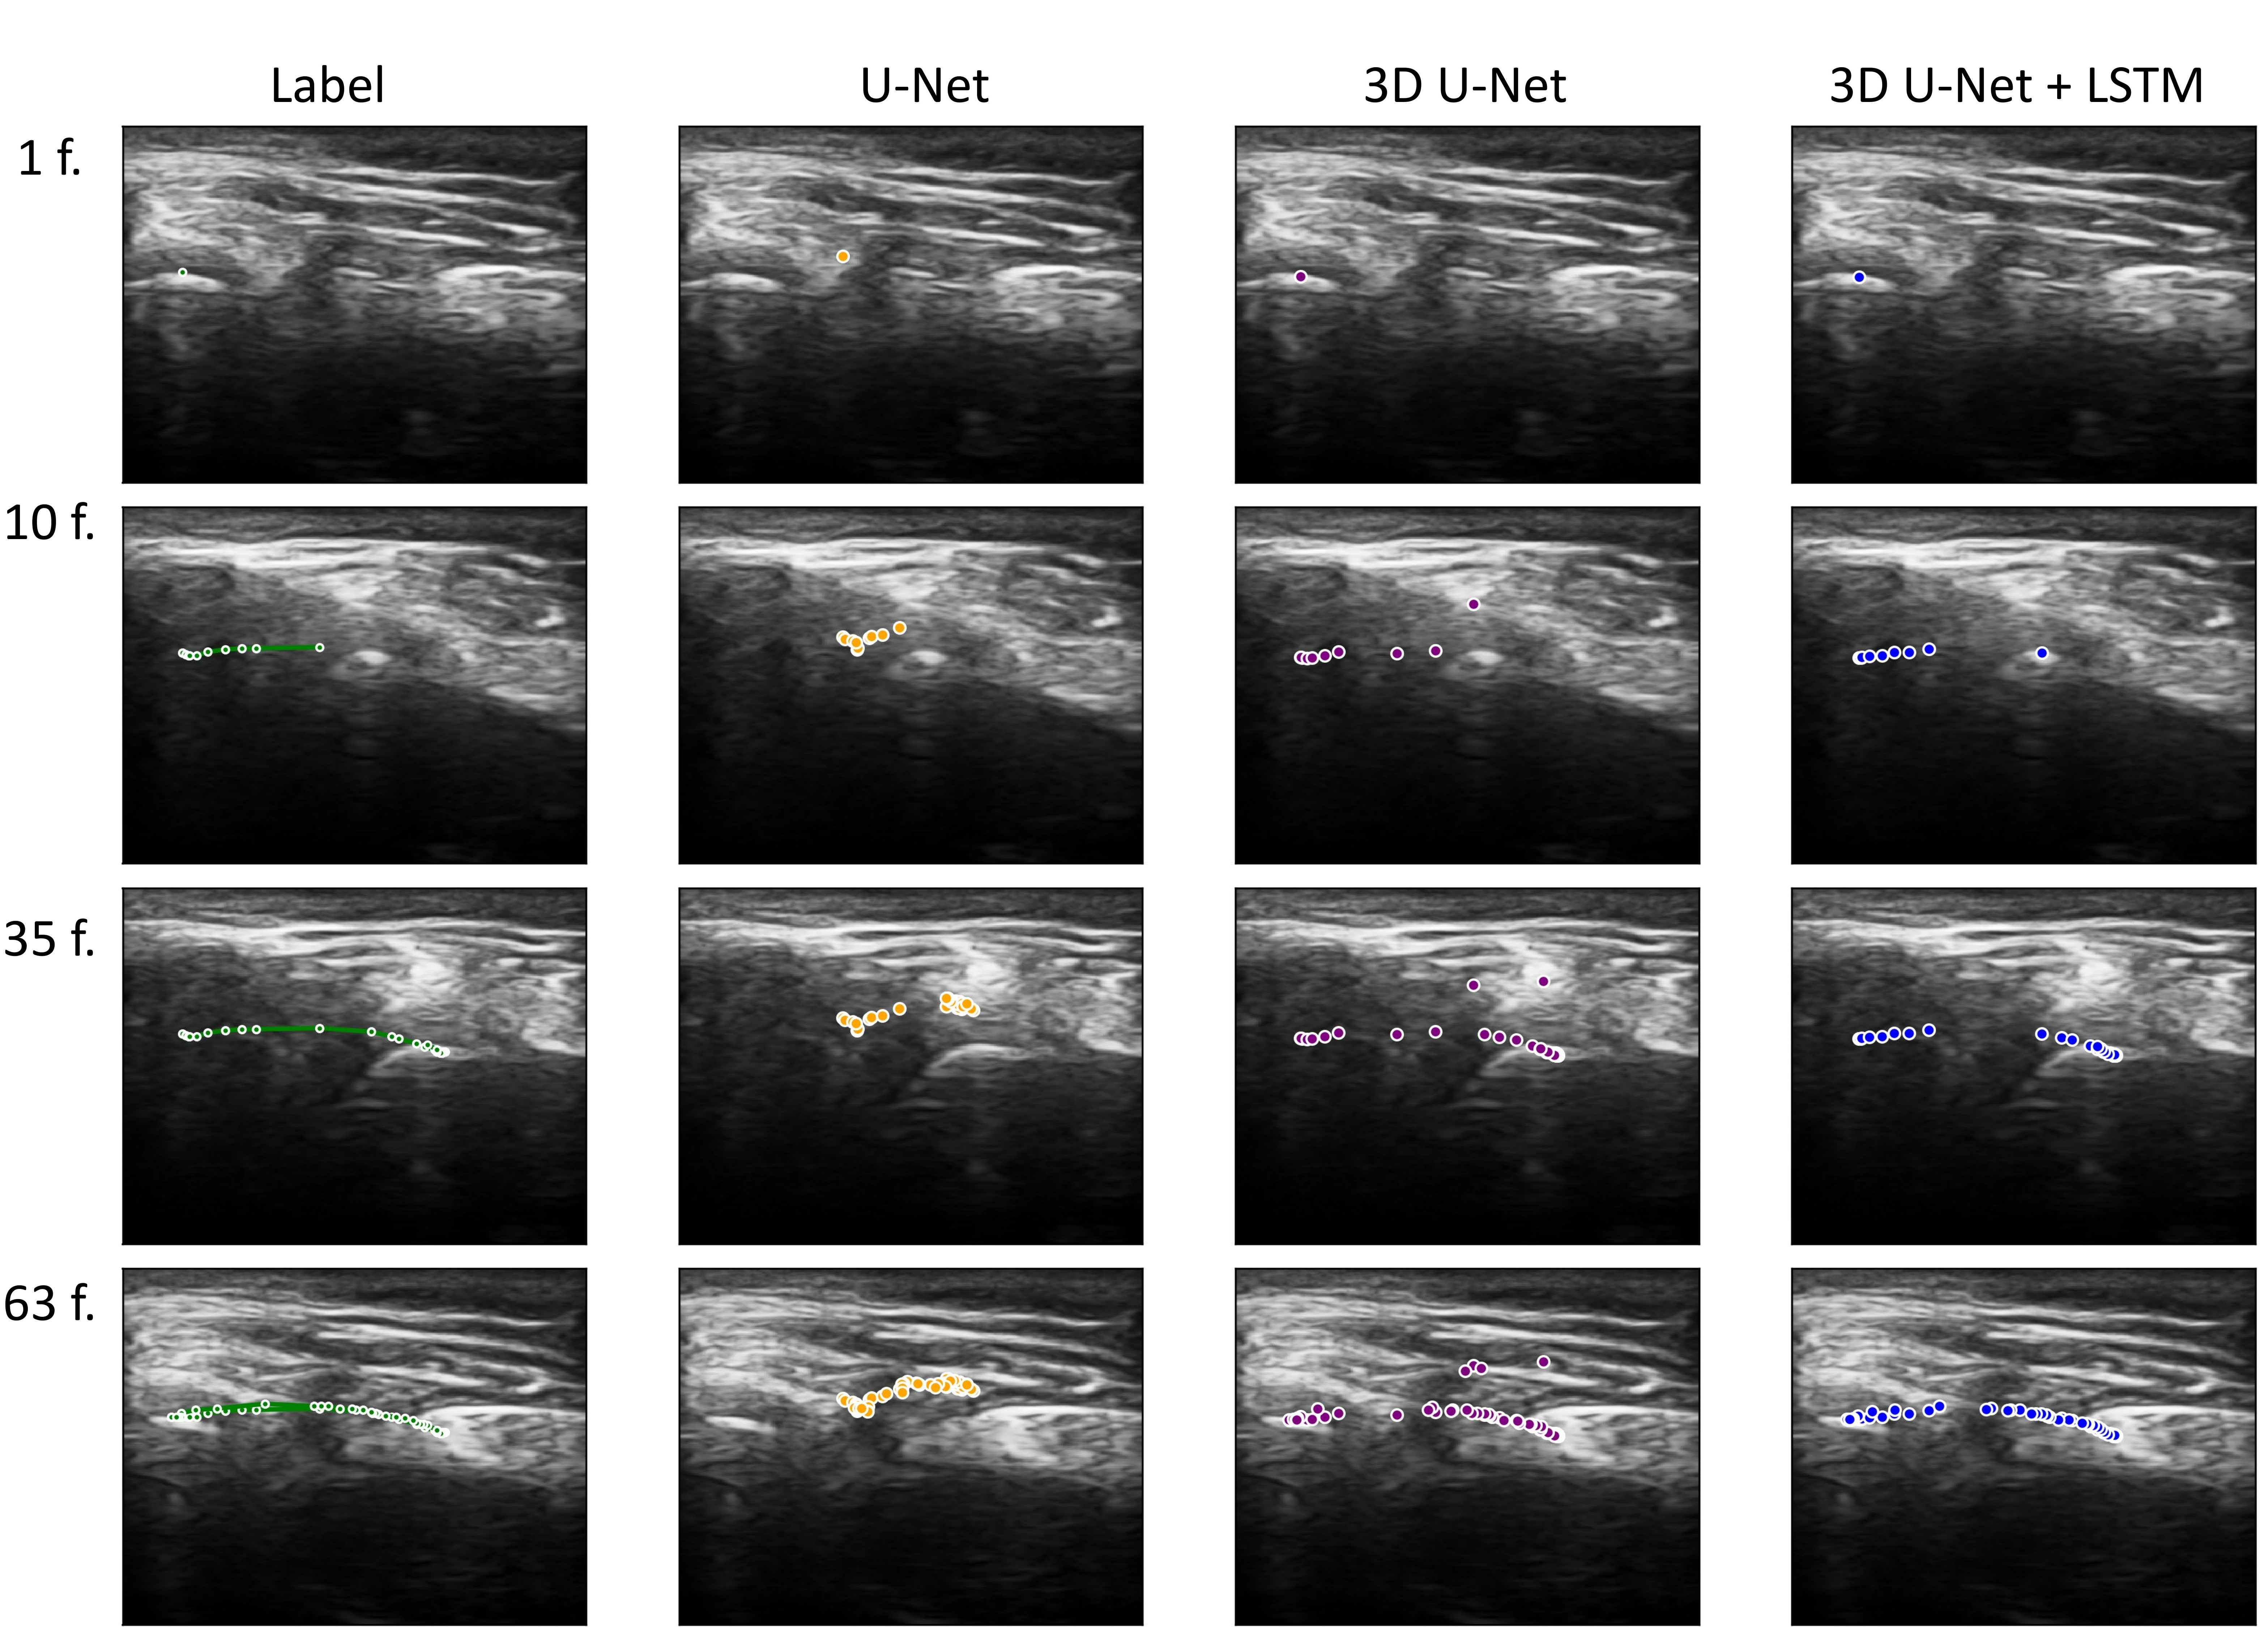 Label U-Net 3D U-Net 3D U-Net + LSTM
1 f.
10 f.
35 f.
63 f.